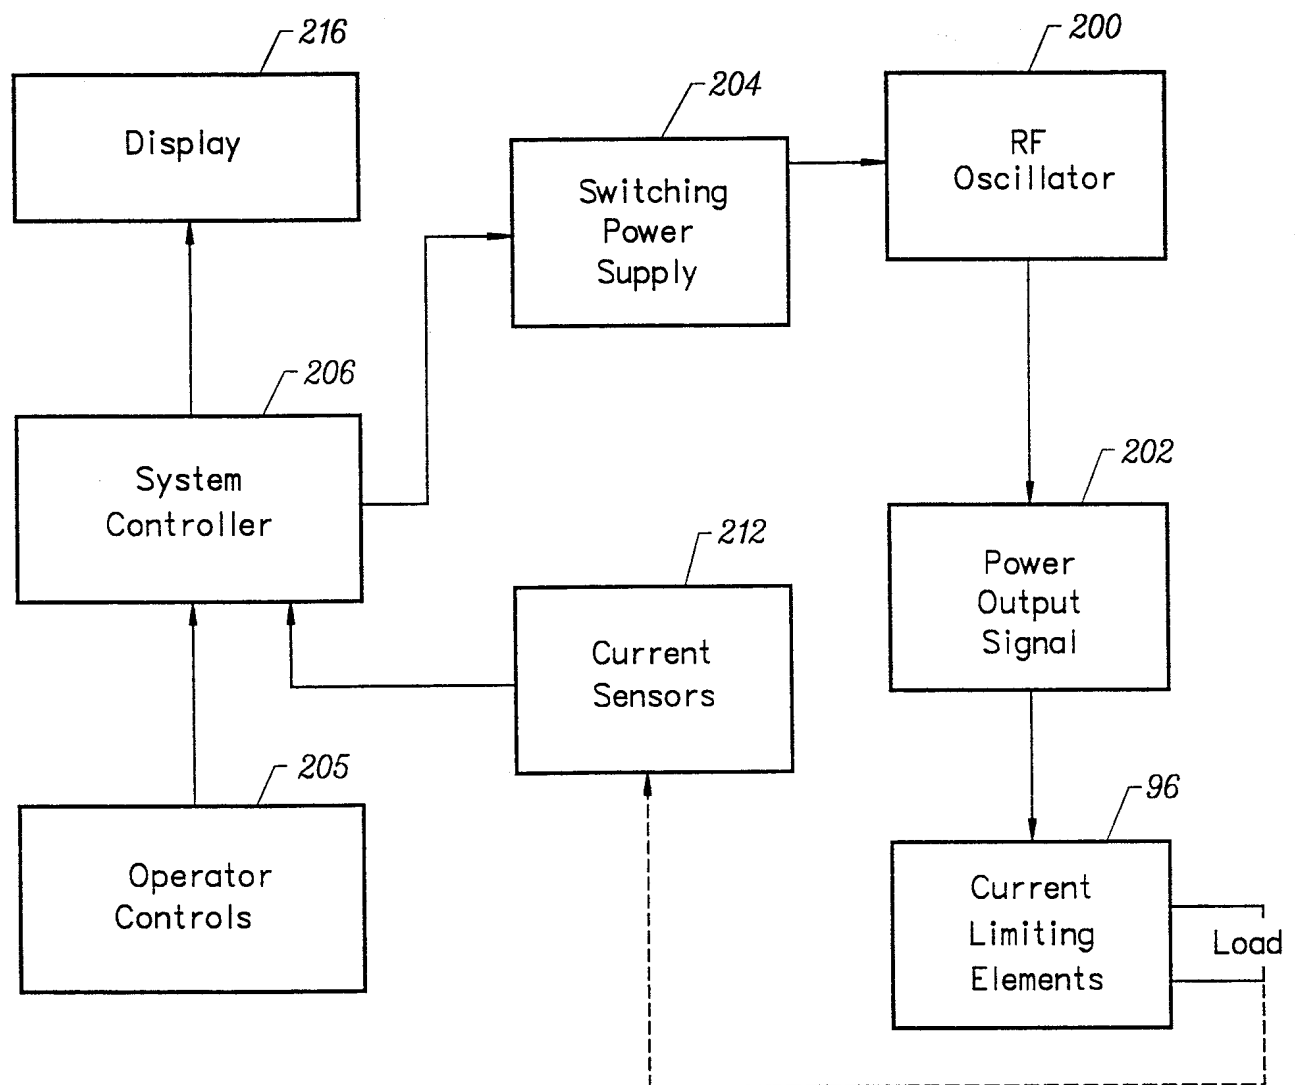 216
Display
204
Switching
Power
Supply
200
RF
Oscillator
206
System
Controller
212
Current
Sensors
202
Power
Output
Signal
205
Operator
Controls
96
Current
Limiting
Elements
Load